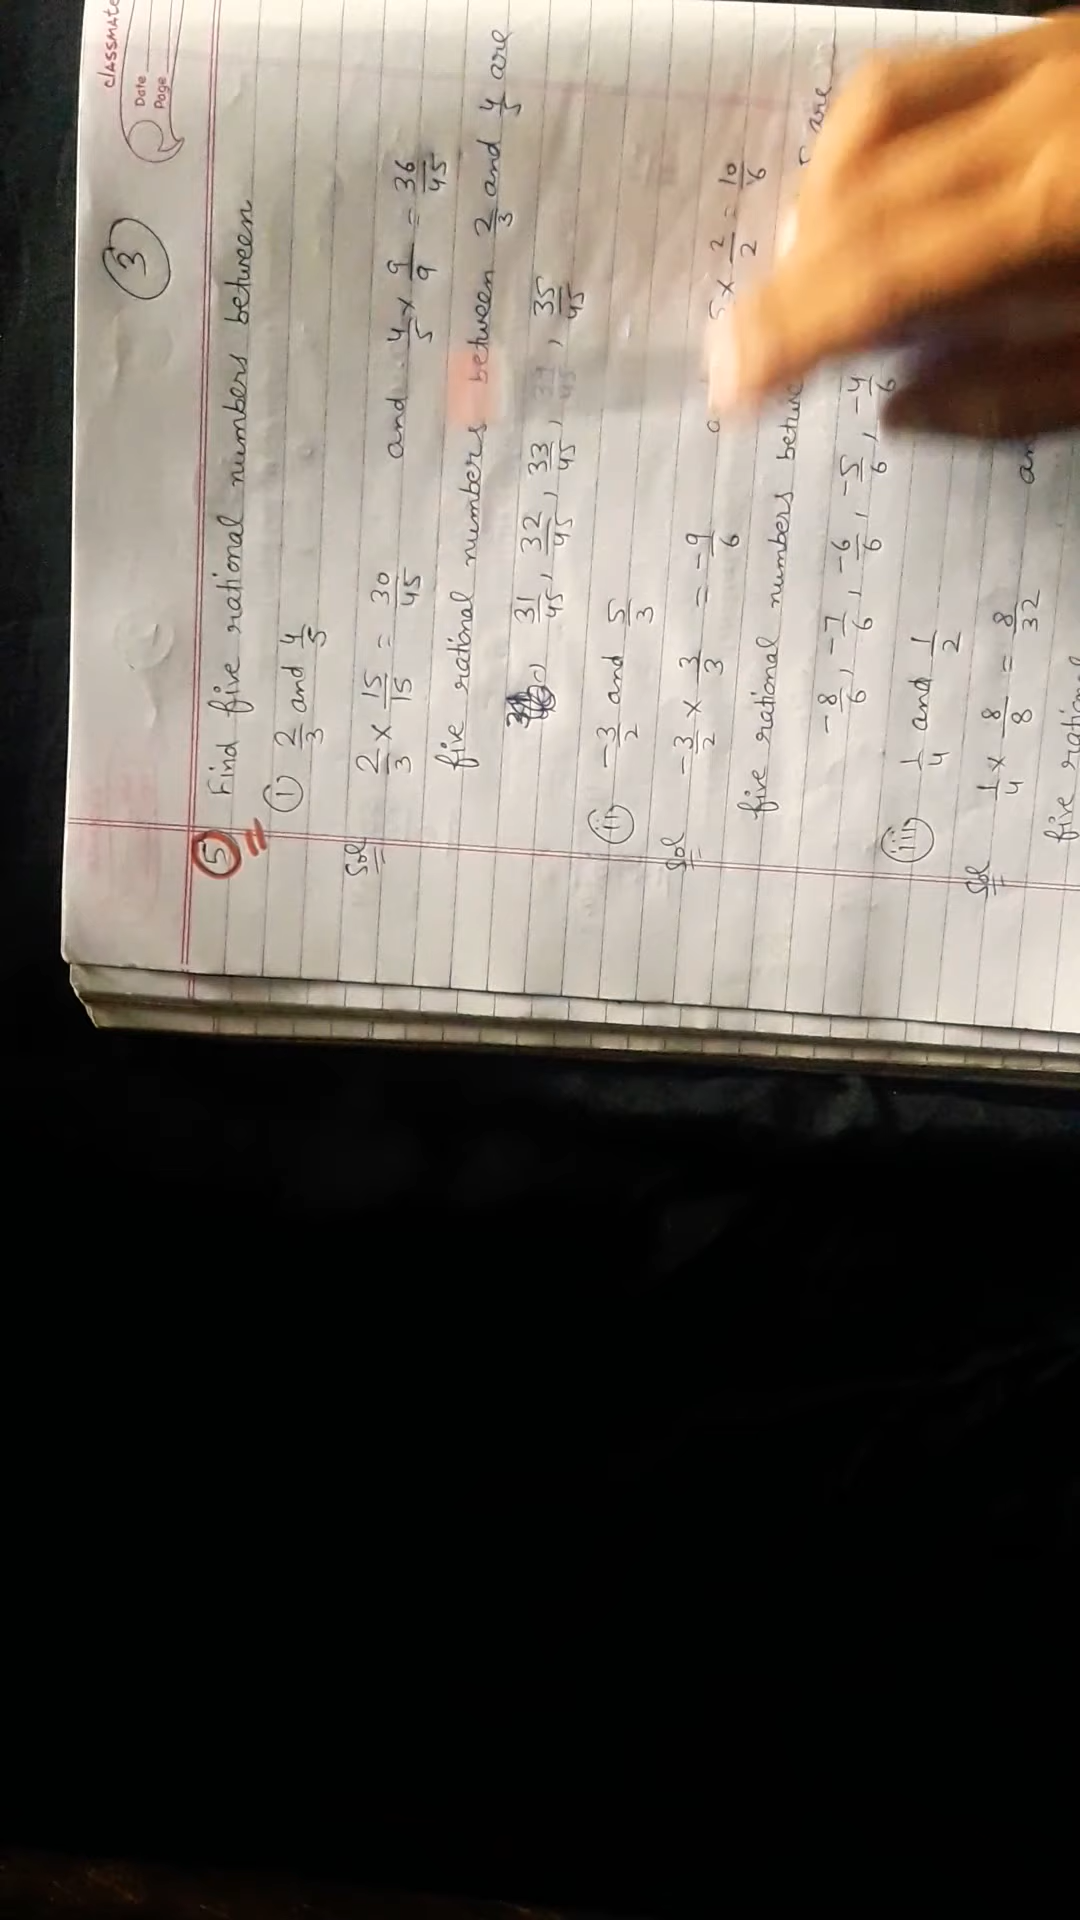 classmate
Date
Page
3
5 Find five rational numbers between
(i) 2/3 and 4/5
Sol 2/3 × 15/15 = 30/45 and 4/5 × 9/9 = 36/45
five rational numbers between 2/3 and 4/5 are
31/45, 32/45, 33/45, 34/45, 35/45
(ii) -3/2 and 5/3
Sol -3/2 × 3/3 = -9/6 5 × 2/2 = 10/6
five rational numbers are
-8/6, -7/6, -6/6, -5/6, -4/6
(iii) 1/4 and 1/2
Sol 1/4 × 8/8 = 8/32
five